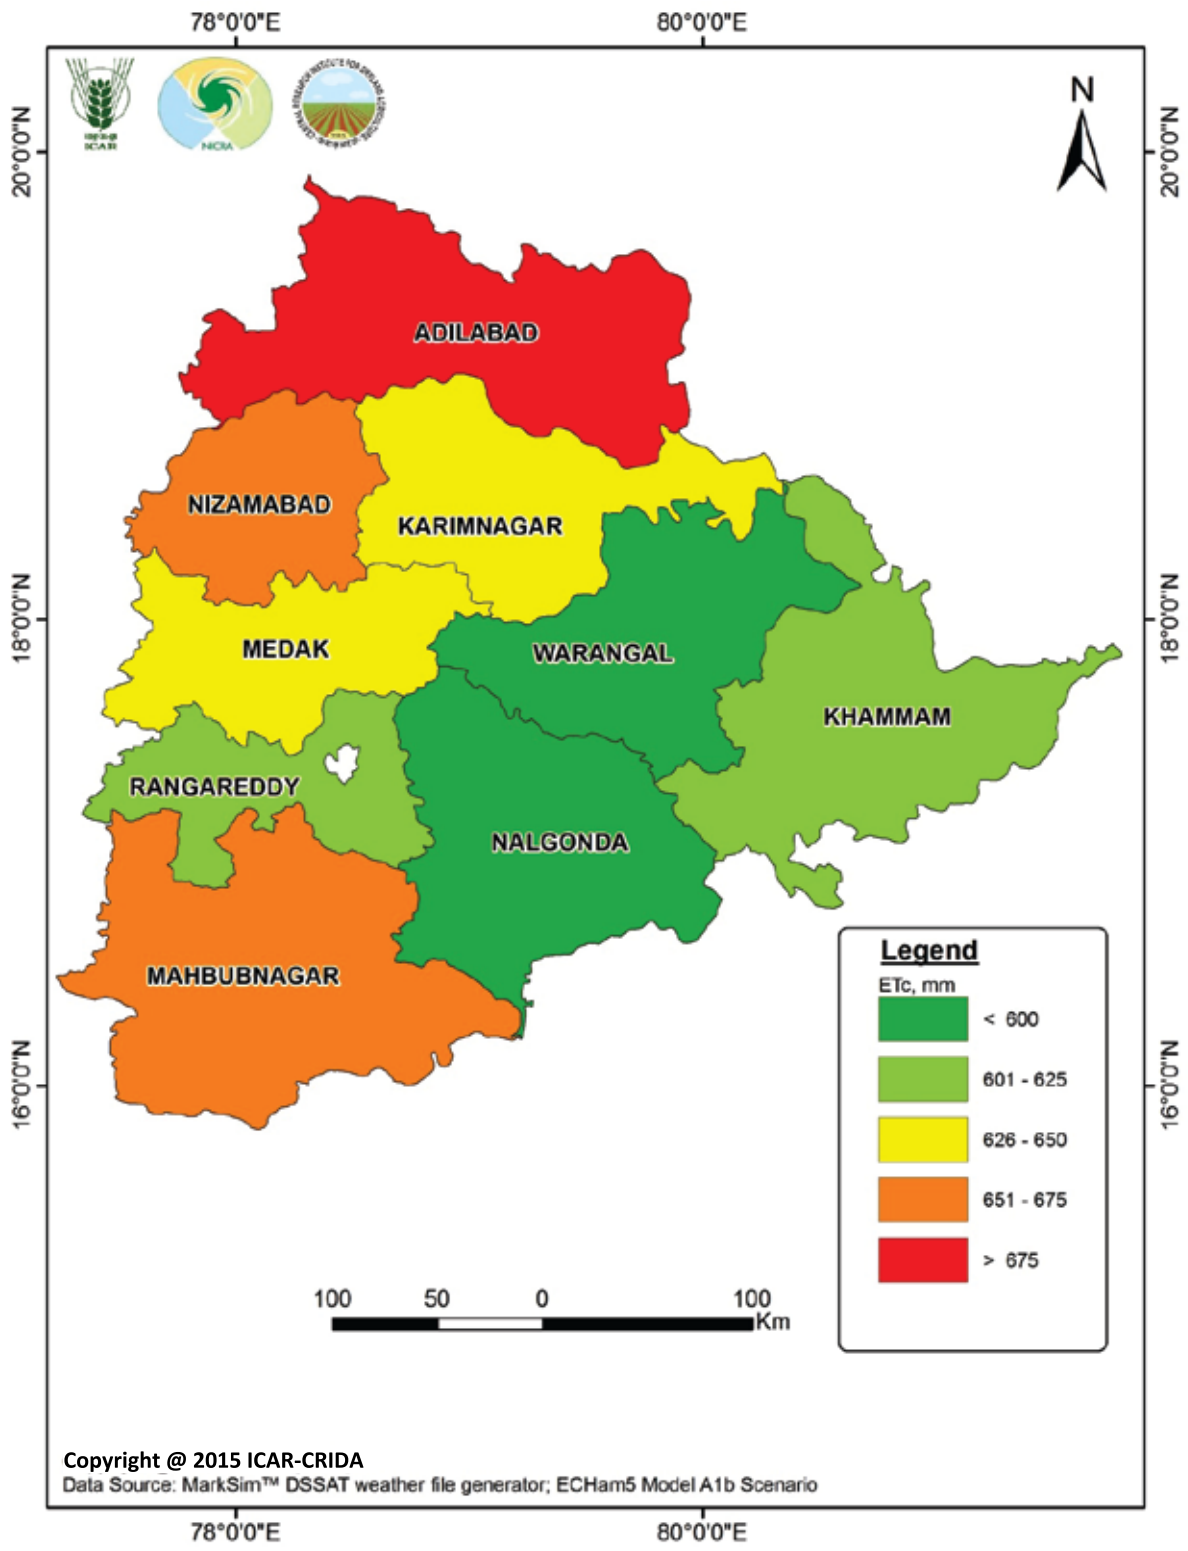 78°0'0"E 80°0'0"E
ICAR
NICRA
N
20°0'0"N 20°0'0"N
ADILABAD
NIZAMABAD
KARIMNAGAR
18°0'0"N 18°0'0"N
MEDAK
WARANGAL
KHAMMAM
RANGAREDDY
NALGONDA
MAHBUBNAGAR
16°0'0"N 16°0'0"N
Legend
ETc, mm
< 600
601 - 625
626 - 650
651 - 675
> 675
100 50 0 100
Km
Copyright @ 2015 ICAR-CRIDA
Data Source: MarkSim™ DSSAT weather file generator; ECHam5 Model A1b Scenario
78°0'0"E 80°0'0"E